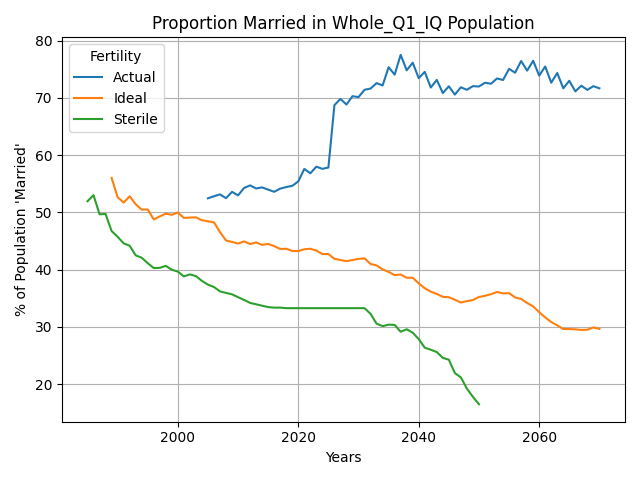 Proportion Married in Whole_Q1_IQ Population
% of Population 'Married'
80
70
60
50
40
30
20
Fertility
Actual
Ideal
Sterile
2000 2020 2040 2060
Years